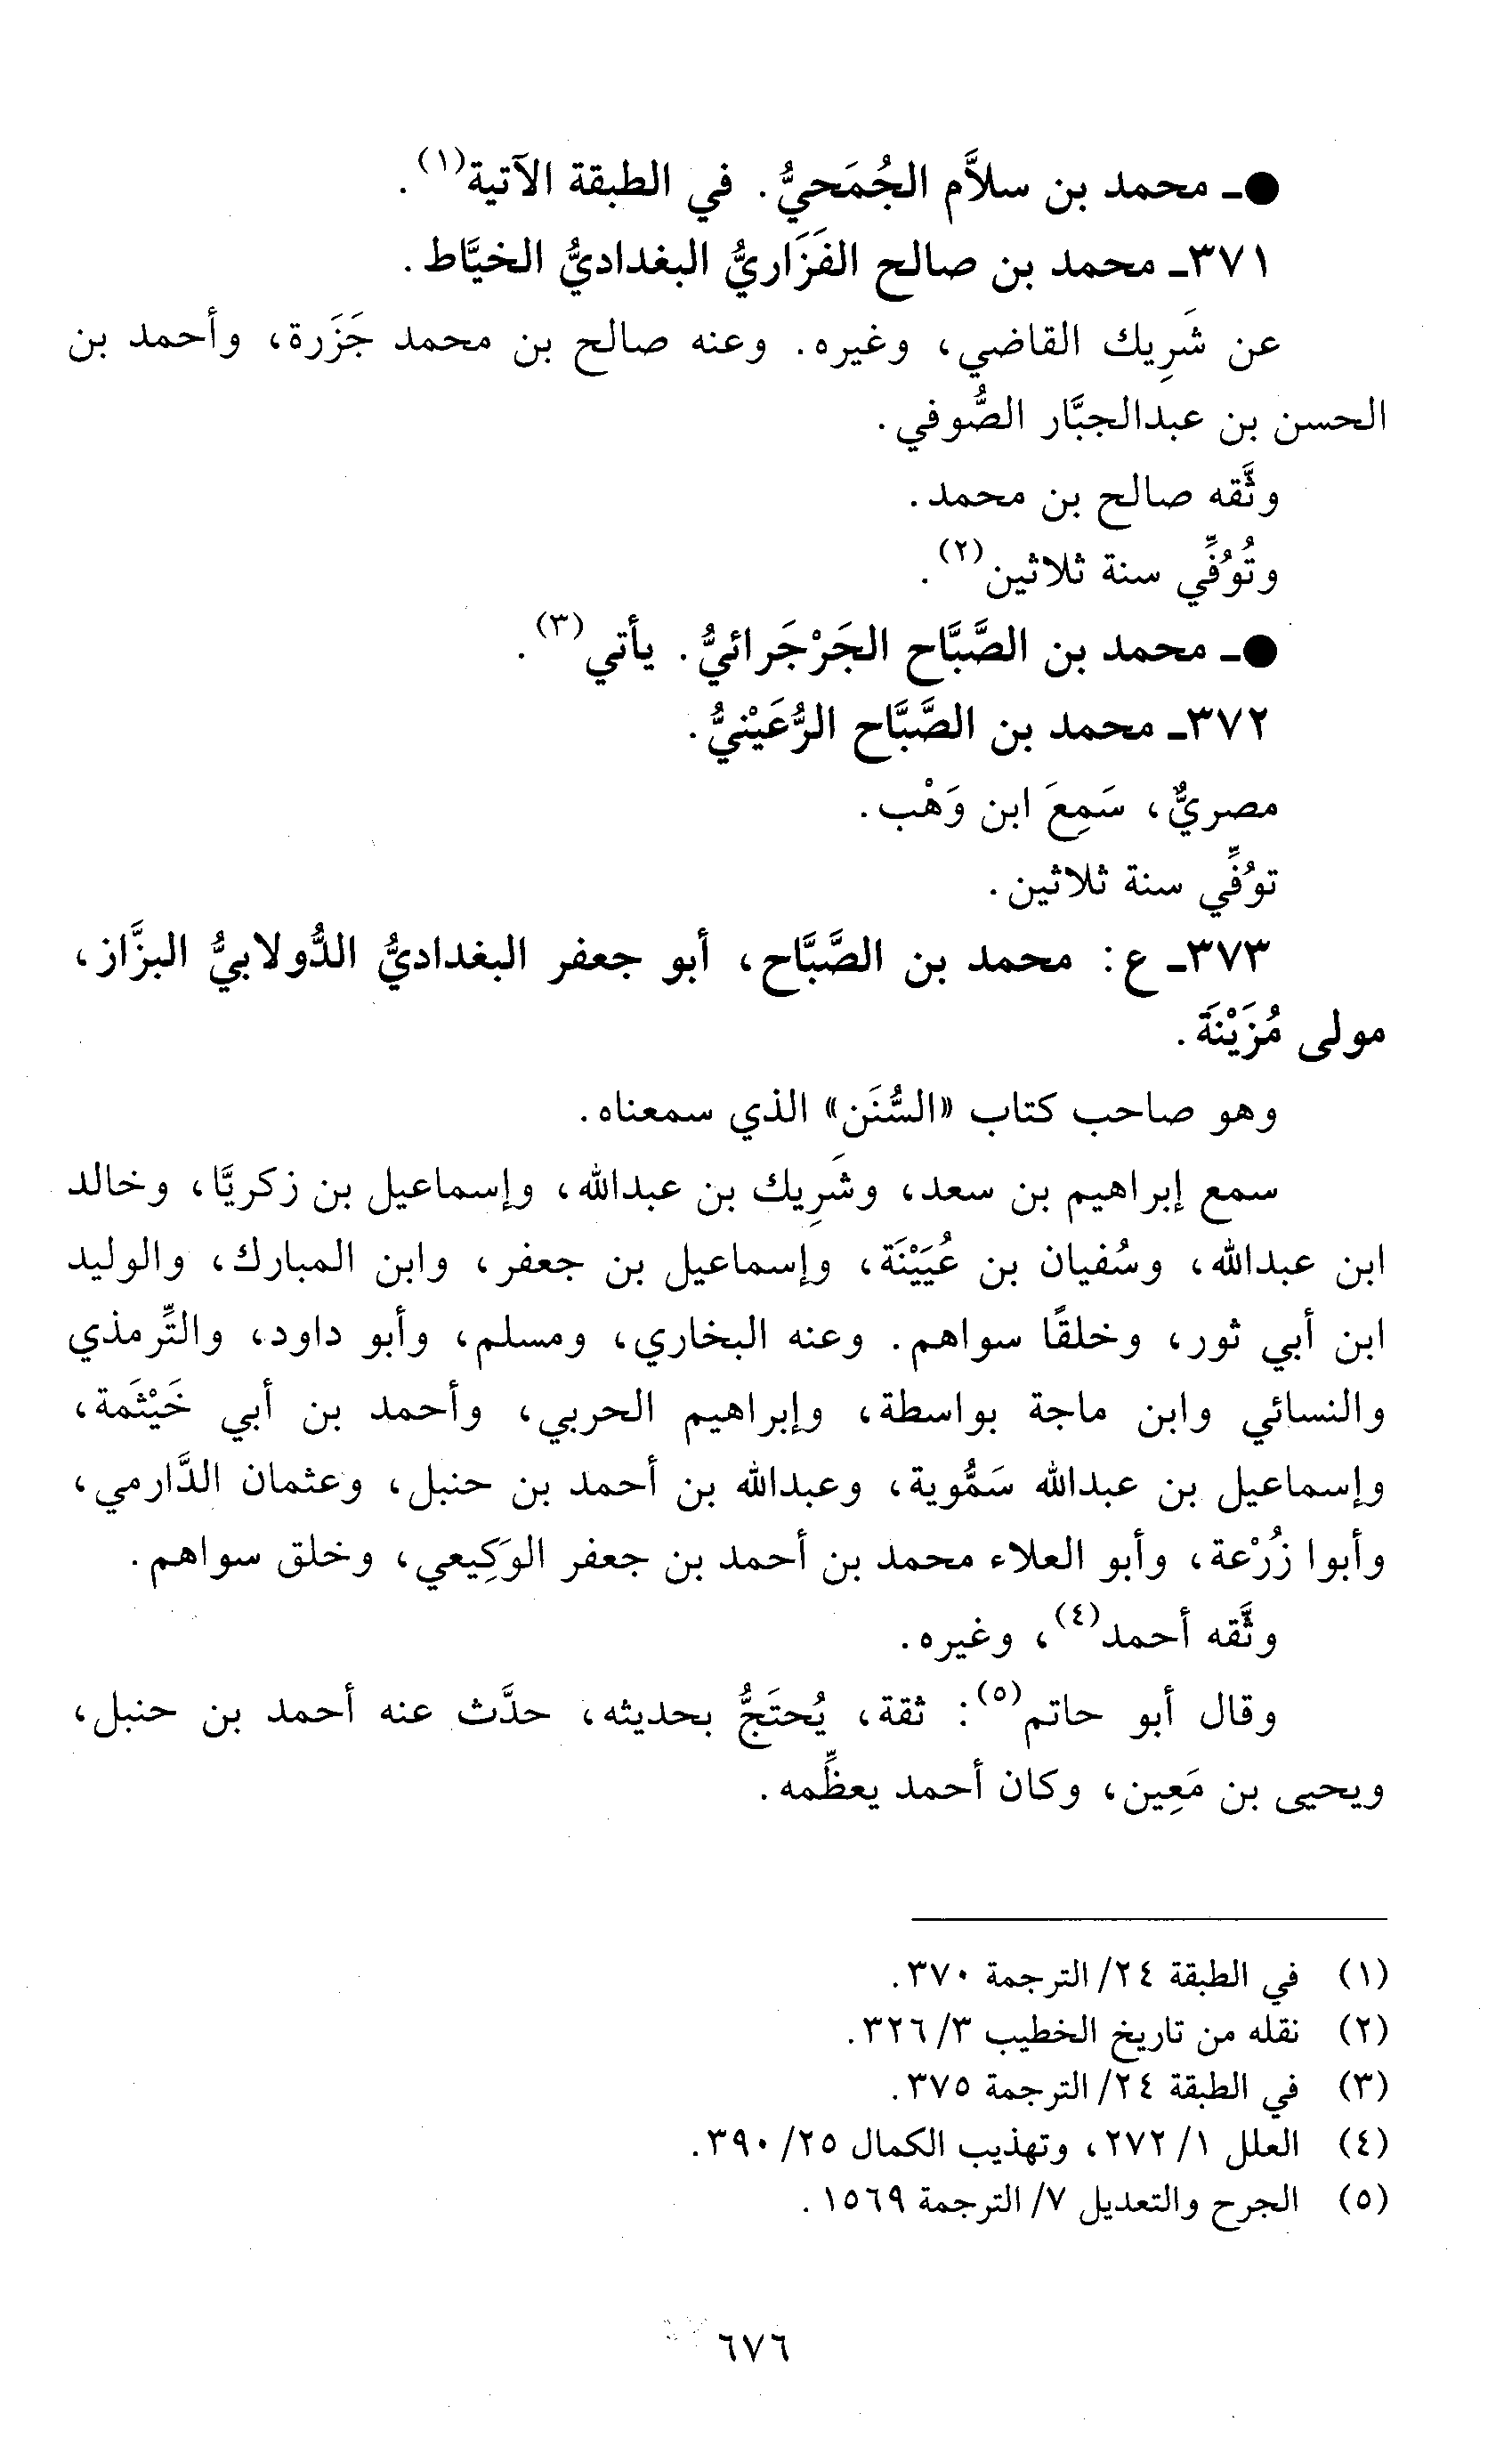 ●ـ محمد بن سلاَّم الجُمَحيُّ. في الطبقة الآتية(١).
٣٧١ـ محمد بن صالح الفَزَاريُّ البغداديُّ الخيَّاط.
عن شَرِيك القاضي، وغيره. وعنه صالح بن محمد جَزَرة، وأحمد بن
الحسن بن عبدالجبَّار الصُّوفي.
وثَّقه صالح بن محمد.
وتُوُفِّي سنة ثلاثين(٢).
●ـ محمد بن الصَّبَّاح الجَرْجَرائيُّ. يأتي(٣).
٣٧٢ـ محمد بن الصَّبَّاح الرُّعَيْنيُّ.
مصريٌّ، سَمِعَ ابن وَهْب.
توُفِّي سنة ثلاثين.
٣٧٣ـ ع: محمد بن الصَّبَّاح، أبو جعفر البغداديُّ الدُّولابيُّ البزَّاز،
مولى مُزَيْنَة.
وهو صاحب كتاب «السُّنَن» الذي سمعناه.
سمع إبراهيم بن سعد، وشَرِيك بن عبدالله، وإسماعيل بن زكريَّا، وخالد
ابن عبدالله، وسُفيان بن عُيَيْنَة، وإسماعيل بن جعفر، وابن المبارك، والوليد
ابن أبي ثور، وخلقًا سواهم. وعنه البخاري، ومسلم، وأبو داود، والتِّرمذي
والنسائي وابن ماجة بواسطة، وإبراهيم الحربي، وأحمد بن أبي خَيْثَمة،
وإسماعيل بن عبدالله سَمُّوية، وعبدالله بن أحمد بن حنبل، وعثمان الدَّارمي،
وأبوا زُرْعة، وأبو العلاء محمد بن أحمد بن جعفر الوَكِيعي، وخلق سواهم.
وثَّقه أحمد(٤)، وغيره.
وقال أبو حاتم(٥): ثقة، يُحتَجُّ بحديثه، حدَّث عنه أحمد بن حنبل،
ويحيى بن مَعِين، وكان أحمد يعظِّمه.
(١) في الطبقة ٢٤/ الترجمة ٣٧٠.
(٢) نقله من تاريخ الخطيب ٣/ ٣٢٦.
(٣) في الطبقة ٢٤/ الترجمة ٣٧٥.
(٤) العلل ١/ ٢٧٢، وتهذيب الكمال ٢٥/ ٣٩٠.
(٥) الجرح والتعديل ٧/ الترجمة ١٥٦٩.
٦٧٦